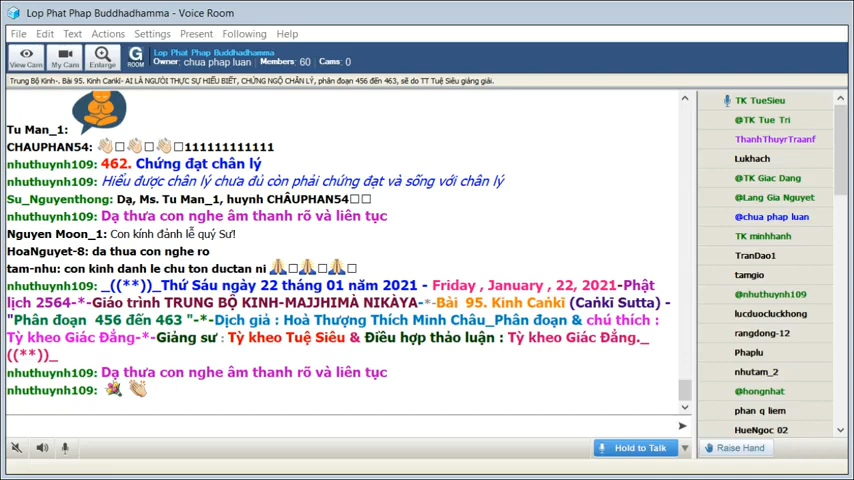 Lop Phat Phap Buddhadhamma - Voice Room
File Edit Text Actions Settings Present Following Help
View Cam My Cam Enlarge G ROOM
Lop Phat Phap Buddhadhamma
Owner: chua phap luan Members: 60 Cams: 0
Trung Bộ Kinh-. Bài 95. Kinh Cankī- AI LÀ NGƯỜI THỰC SỰ HIỂU BIẾT, CHỨNG NGỘ CHÂN LÝ, phân đoạn 456 đến 463, sẽ do TT Tuệ Siêu giảng giải.
Tu Man_1:
CHAUPHAN54: 👏🏻□👏🏻□👏🏻□111111111111
nhuthuynh109: 462. Chứng đạt chân lý
nhuthuynh109: Hiểu được chân lý chưa đủ còn phải chứng đạt và sống với chân lý
Su_Nguyenthong: Dạ, Ms. Tu Man_1, huynh CHÂUPHAN54□□
nhuthuynh109: Dạ thưa con nghe âm thanh rõ và liên tục
Nguyen Moon_1: Con kính đảnh lễ quý Sư!
HoaNguyet-8: da thua con nghe ro
tam-nhu: con kinh danh le chu ton ductan ni 🙏□🙏□🙏□
nhuthuynh109: _((**))_Thứ Sáu ngày 22 tháng 01 năm 2021 - Friday , January , 22, 2021-Phật
lịch 2564-*-Giáo trình TRUNG BỘ KINH-MAJJHIMÀ NIKÀYA-*-Bài 95. Kinh Caṅkī (Caṅkī Sutta) -
"Phân đoạn 456 đến 463 "-*-Dịch giả : Hoà Thượng Thích Minh Châu_Phân đoạn & chú thích :
Tỳ kheo Giác Đẳng-*-Giảng sư : Tỳ kheo Tuệ Siêu & Điều hợp thảo luận : Tỳ kheo Giác Đẳng._
((**))_
nhuthuynh109: Dạ thưa con nghe âm thanh rõ và liên tục
nhuthuynh109: 💐 👏
Hold to Talk
TK TueSieu
@TK Tue Tri
ThanhThuyrTraanf
Lukhach
@TK Giac Dang
@Lang Gia Nguyet
@chua phap luan
TK minhhanh
TranDao1
tamgio
@nhuthuynh109
lucduocluckhong
rangdong-12
Phaplu
nhutam_2
@hongnhat
phan q liem
HueNgoc 02
Raise Hand